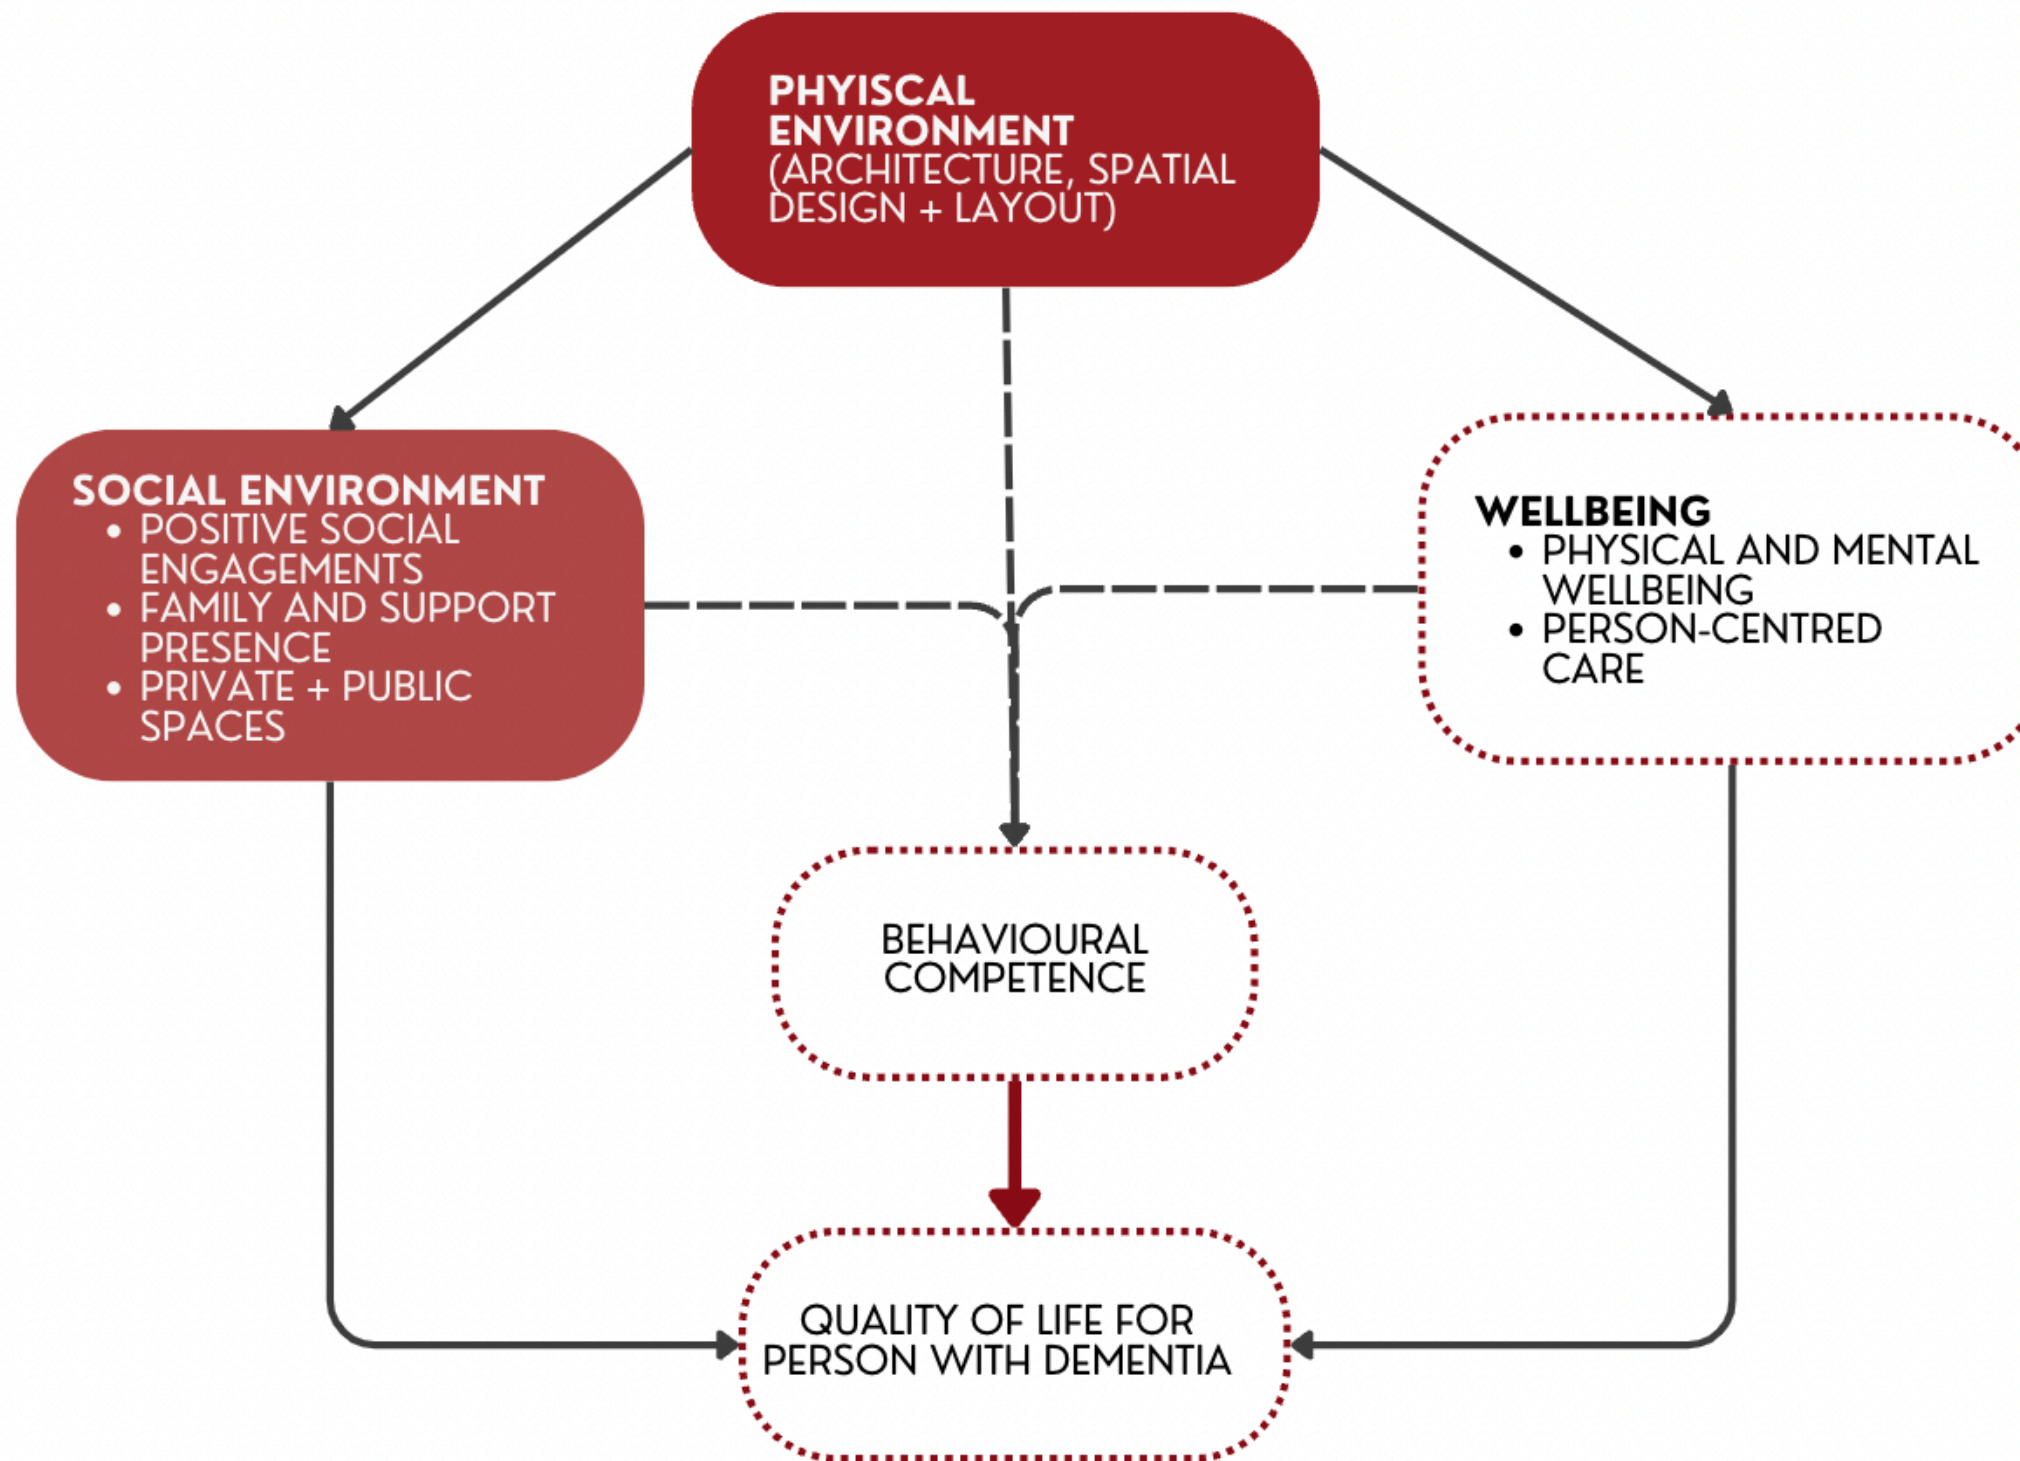 PHYISCAL
ENVIRONMENT
(ARCHITECTURE, SPATIAL
DESIGN + LAYOUT)
SOCIAL ENVIRONMENT
• POSITIVE SOCIAL
ENGAGEMENTS
• FAMILY AND SUPPORT
PRESENCE
• PRIVATE + PUBLIC
SPACES
WELLBEING
• PHYSICAL AND MENTAL
WELLBEING
• PERSON-CENTRED
CARE
BEHAVIOURAL
COMPETENCE
QUALITY OF LIFE FOR
PERSON WITH DEMENTIA